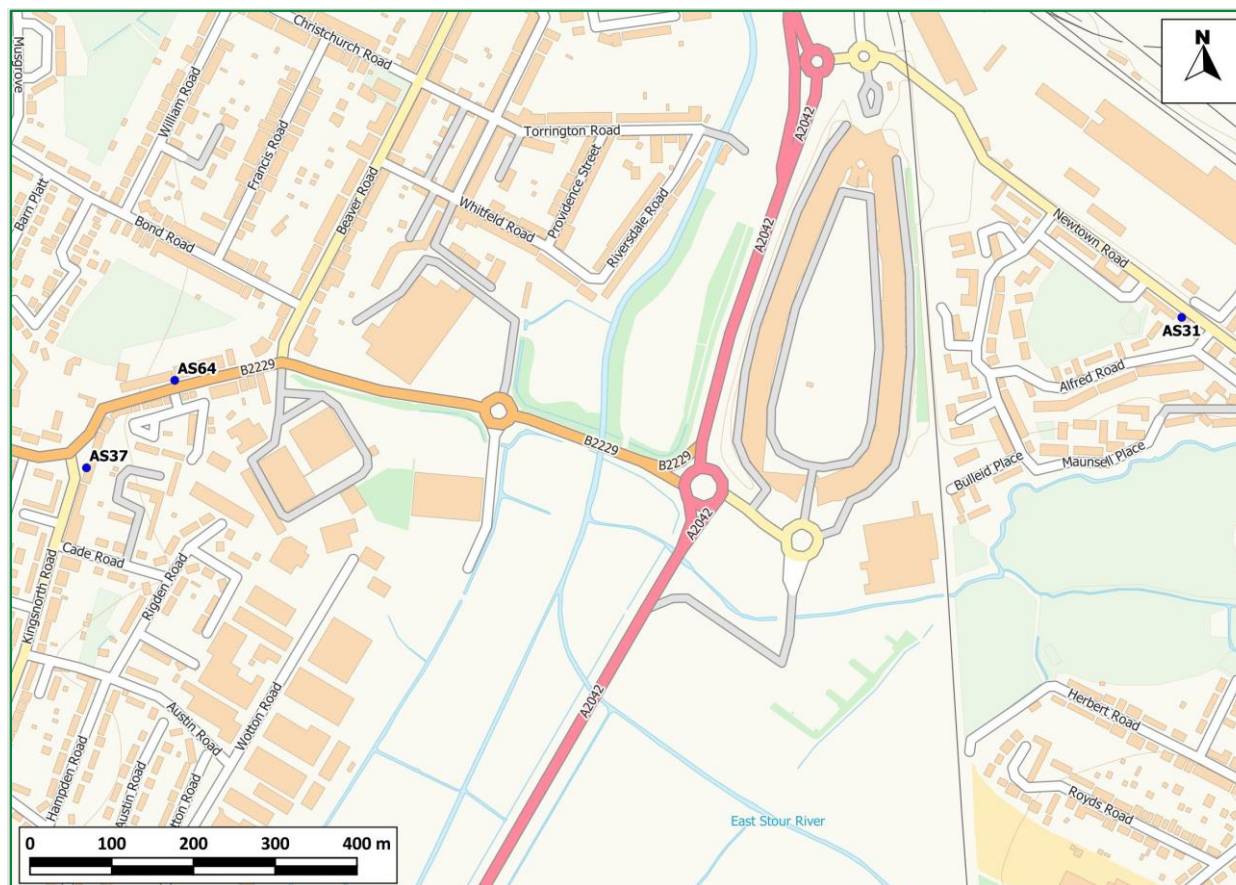 Christchurch Road
Musgrove
William Road
Francis Road
Beaver Road
Torrington Road
Providence Street
Whitfeld Road
Riversdale Road
A2042
A2042
N
Barn Platt
Bond Road
Newtown Road
AS31
AS64
B2229
Alfred Road
AS37
B2229
B2229
Bulleid Place
Maunsell Place
A2042
Cade Road
Rigden Road
Kingsnorth Road
Wotton Road
A2042
Austin Road
Herbert Road
Hampden Road
Austin Road
tton Road
Royds Road
East Stour River
0 100 200 300 400 m